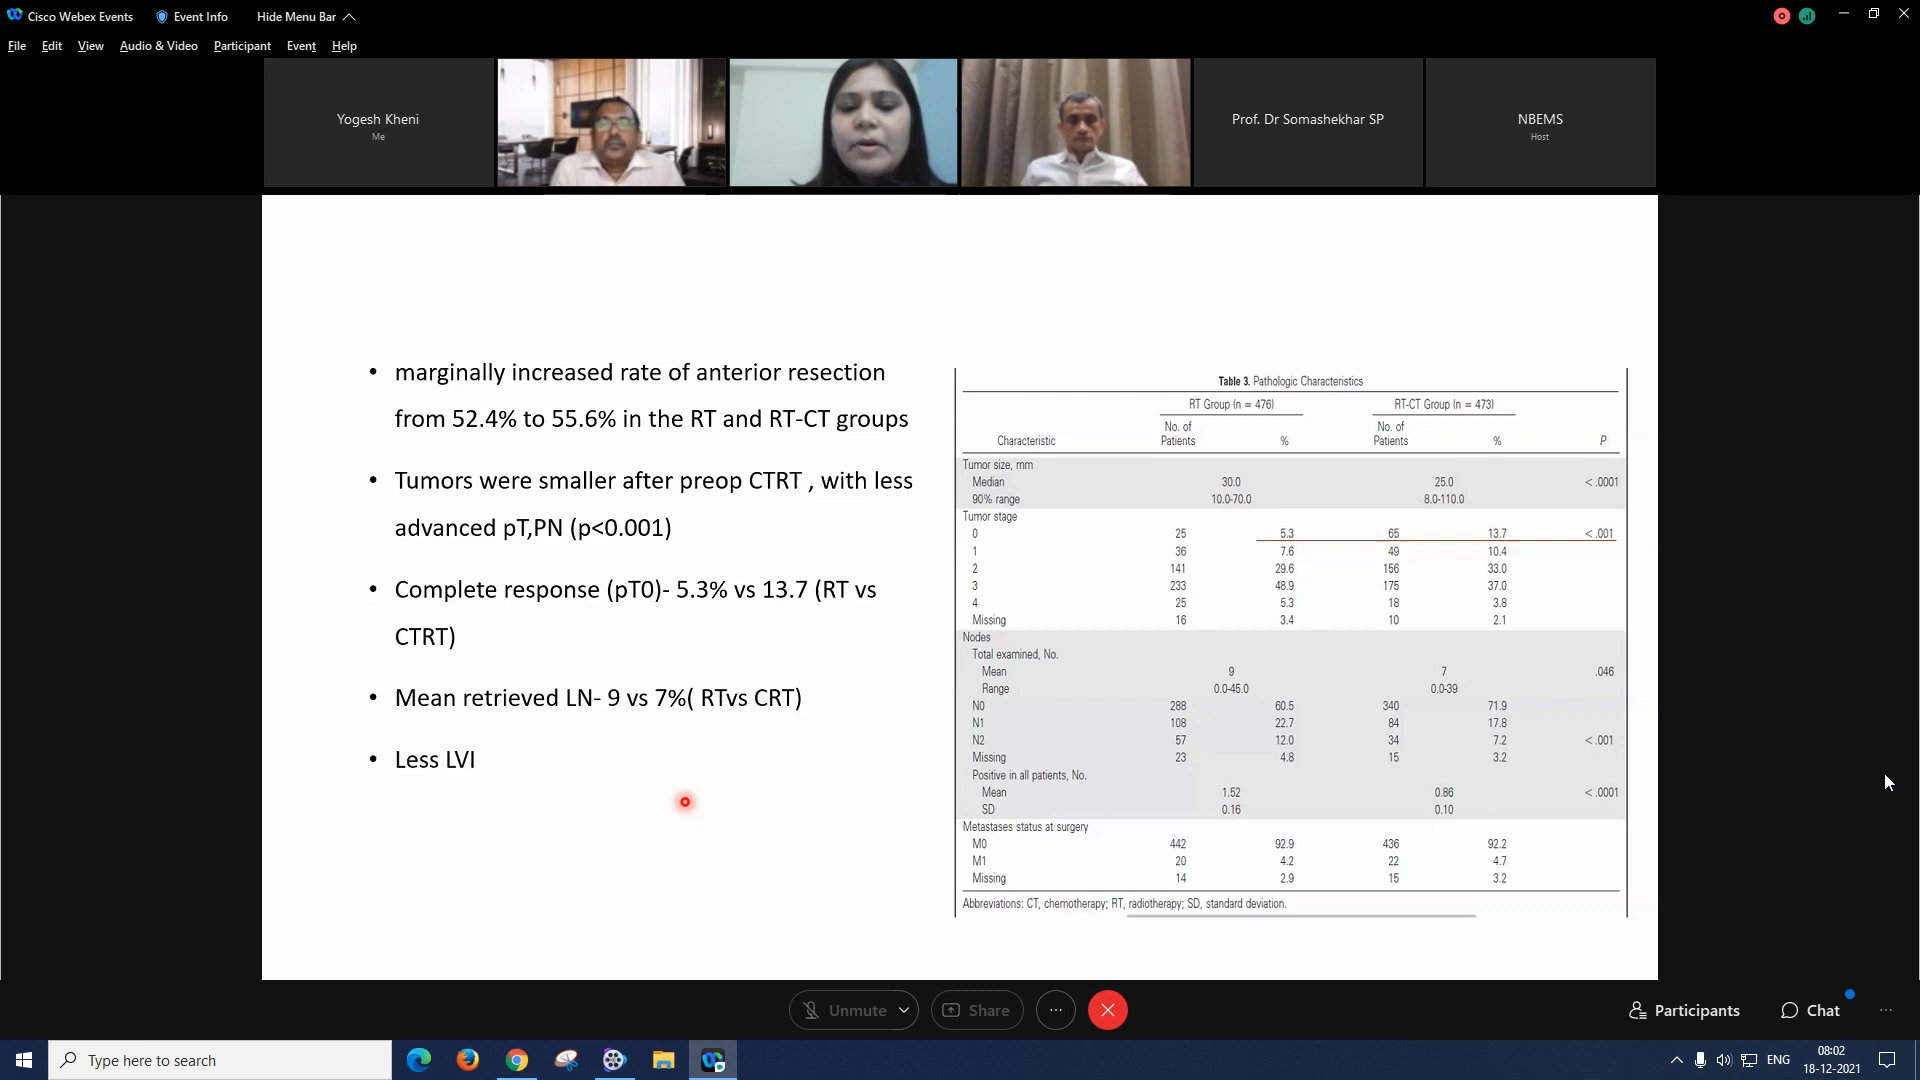 Cisco Webex Events Event Info Hide Menu Bar
File Edit View Audio & Video Participant Event Help
Yogesh Kheni
Me
Prof. Dr Somashekhar SP
NBEMS
Host
• marginally increased rate of anterior resection
from 52.4% to 55.6% in the RT and RT-CT groups
• Tumors were smaller after preop CTRT , with less
advanced pT,PN (p<0.001)
• Complete response (pT0)- 5.3% vs 13.7 (RT vs
CTRT)
• Mean retrieved LN- 9 vs 7%( RTvs CRT)
• Less LVI
Table 3. Pathologic Characteristics
RT Group (n = 476) RT-CT Group (n = 473)
No. of No. of
Characteristic Patients % Patients % P
Tumor size, mm
Median 30.0 25.0 < .0001
90% range 10.0-70.0 8.0-110.0
Tumor stage
0 25 5.3 65 13.7 < .001
1 36 7.6 49 10.4
2 141 29.6 156 33.0
3 233 48.9 175 37.0
4 25 5.3 18 3.8
Missing 16 3.4 10 2.1
Nodes
Total examined, No.
Mean 9 7 .046
Range 0.0-45.0 0.0-39
N0 288 60.5 340 71.9
N1 108 22.7 84 17.8
N2 57 12.0 34 7.2 < .001
Missing 23 4.8 15 3.2
Positive in all patients, No.
Mean 1.52 0.86 < .0001
SD 0.16 0.10
Metastases status at surgery
M0 442 92.9 436 92.2
M1 20 4.2 22 4.7
Missing 14 2.9 15 3.2
Abbreviations: CT, chemotherapy; RT, radiotherapy; SD, standard deviation.
Unmute Share Participants Chat
Type here to search ENG 08:02
18-12-2021